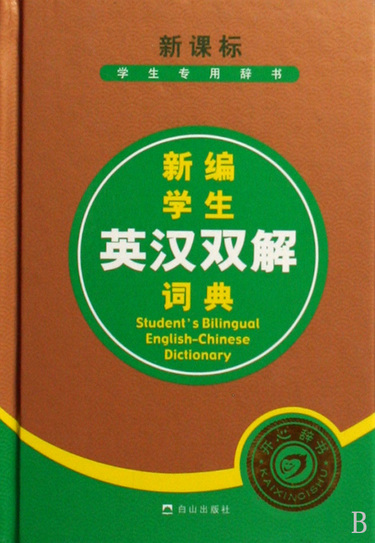 新课标
学生专用辞书
新编
学生
英汉双解
词典
Student's Bilingual
English-Chinese
Dictionary
开心辞书
KAIXINCISHU
白山出版社
B